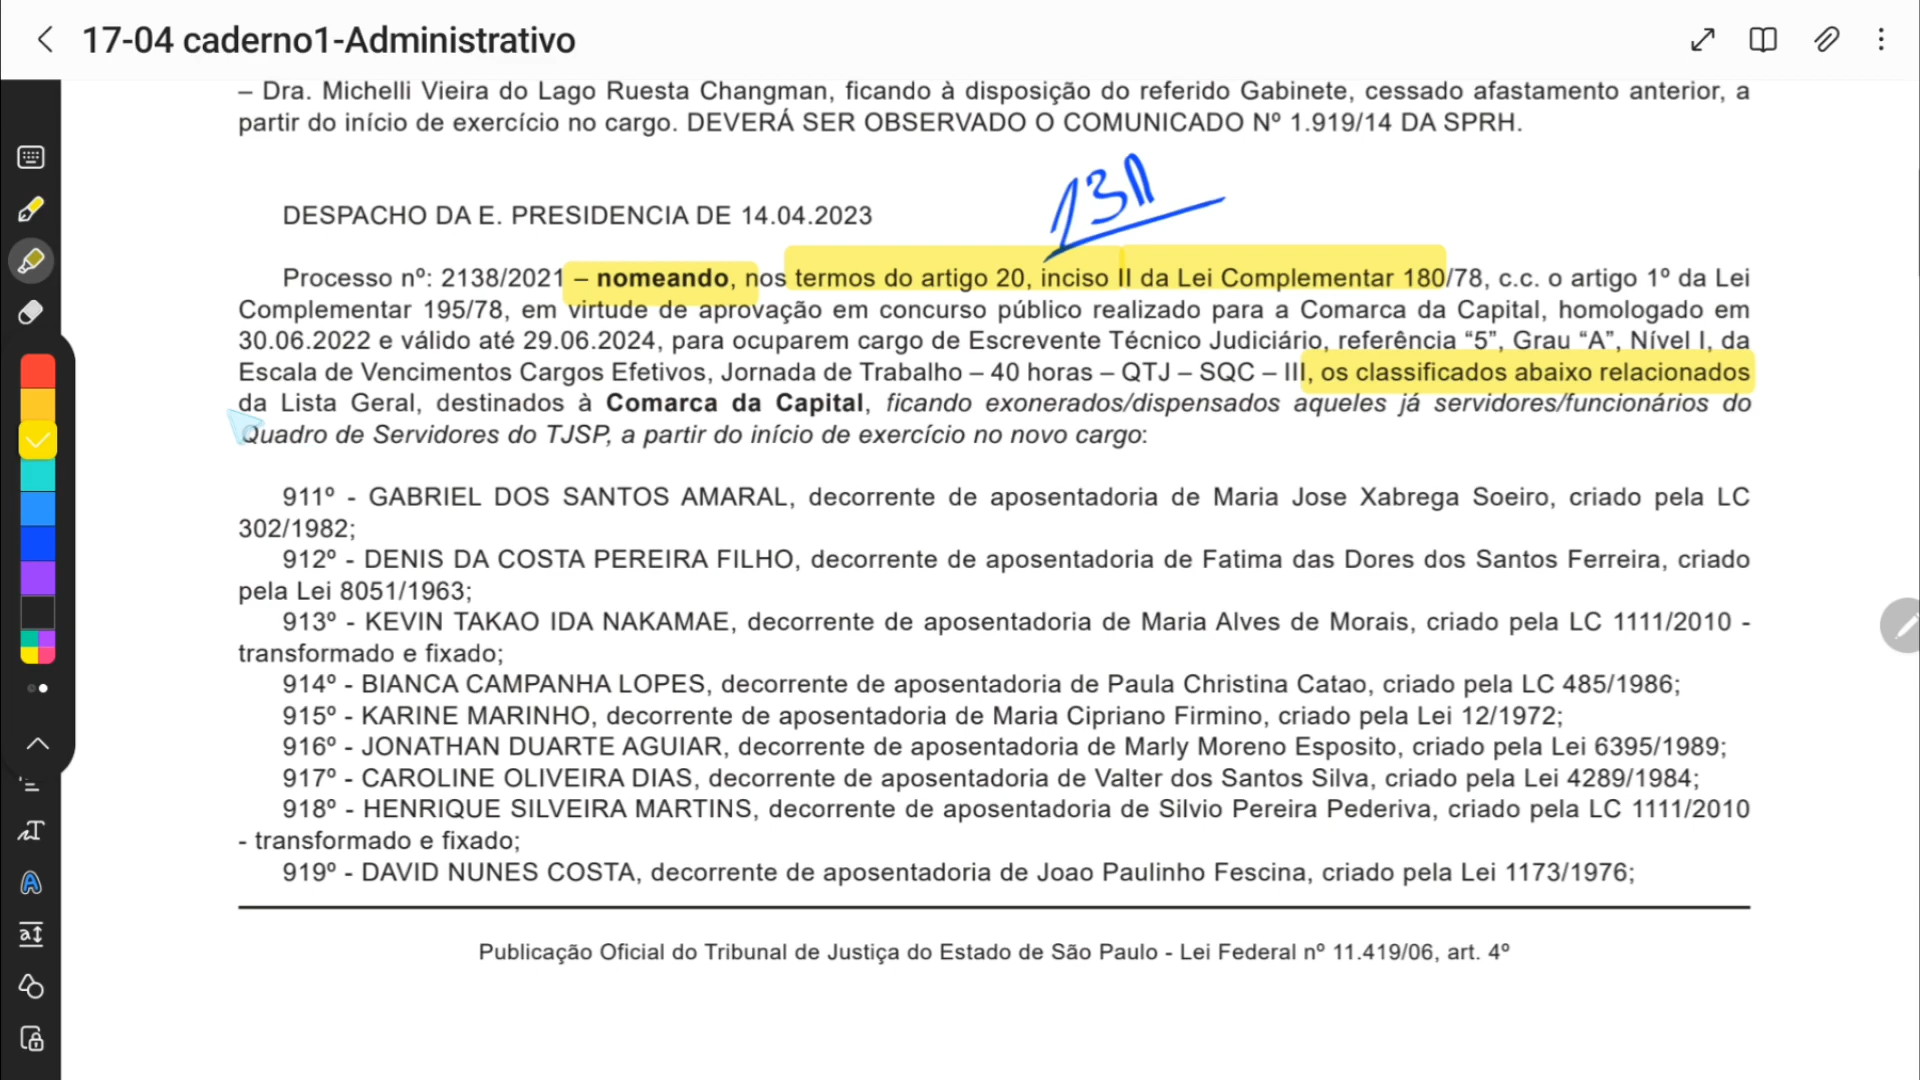 17-04 caderno1-Administrativo
– Dra. Michelli Vieira do Lago Ruesta Changman, ficando à disposição do referido Gabinete, cessado afastamento anterior, a
partir do início de exercício no cargo. DEVERÁ SER OBSERVADO O COMUNICADO Nº 1.919/14 DA SPRH.
DESPACHO DA E. PRESIDENCIA DE 14.04.2023
Processo nº: 2138/2021 – nomeando, nos termos do artigo 20, inciso II da Lei Complementar 180/78, c.c. o artigo 1º da Lei
Complementar 195/78, em virtude de aprovação em concurso público realizado para a Comarca da Capital, homologado em
30.06.2022 e válido até 29.06.2024, para ocuparem cargo de Escrevente Técnico Judiciário, referência “5”, Grau “A”, Nível I, da
Escala de Vencimentos Cargos Efetivos, Jornada de Trabalho – 40 horas – QTJ – SQC – III, os classificados abaixo relacionados
da Lista Geral, destinados à Comarca da Capital, ficando exonerados/dispensados aqueles já servidores/funcionários do
Quadro de Servidores do TJSP, a partir do início de exercício no novo cargo:
911º - GABRIEL DOS SANTOS AMARAL, decorrente de aposentadoria de Maria Jose Xabrega Soeiro, criado pela LC
302/1982;
912º - DENIS DA COSTA PEREIRA FILHO, decorrente de aposentadoria de Fatima das Dores dos Santos Ferreira, criado
pela Lei 8051/1963;
913º - KEVIN TAKAO IDA NAKAMAE, decorrente de aposentadoria de Maria Alves de Morais, criado pela LC 1111/2010 -
transformado e fixado;
914º - BIANCA CAMPANHA LOPES, decorrente de aposentadoria de Paula Christina Catao, criado pela LC 485/1986;
915º - KARINE MARINHO, decorrente de aposentadoria de Maria Cipriano Firmino, criado pela Lei 12/1972;
916º - JONATHAN DUARTE AGUIAR, decorrente de aposentadoria de Marly Moreno Esposito, criado pela Lei 6395/1989;
917º - CAROLINE OLIVEIRA DIAS, decorrente de aposentadoria de Valter dos Santos Silva, criado pela Lei 4289/1984;
918º - HENRIQUE SILVEIRA MARTINS, decorrente de aposentadoria de Silvio Pereira Pederiva, criado pela LC 1111/2010
- transformado e fixado;
919º - DAVID NUNES COSTA, decorrente de aposentadoria de Joao Paulinho Fescina, criado pela Lei 1173/1976;
Publicação Oficial do Tribunal de Justiça do Estado de São Paulo - Lei Federal nº 11.419/06, art. 4º